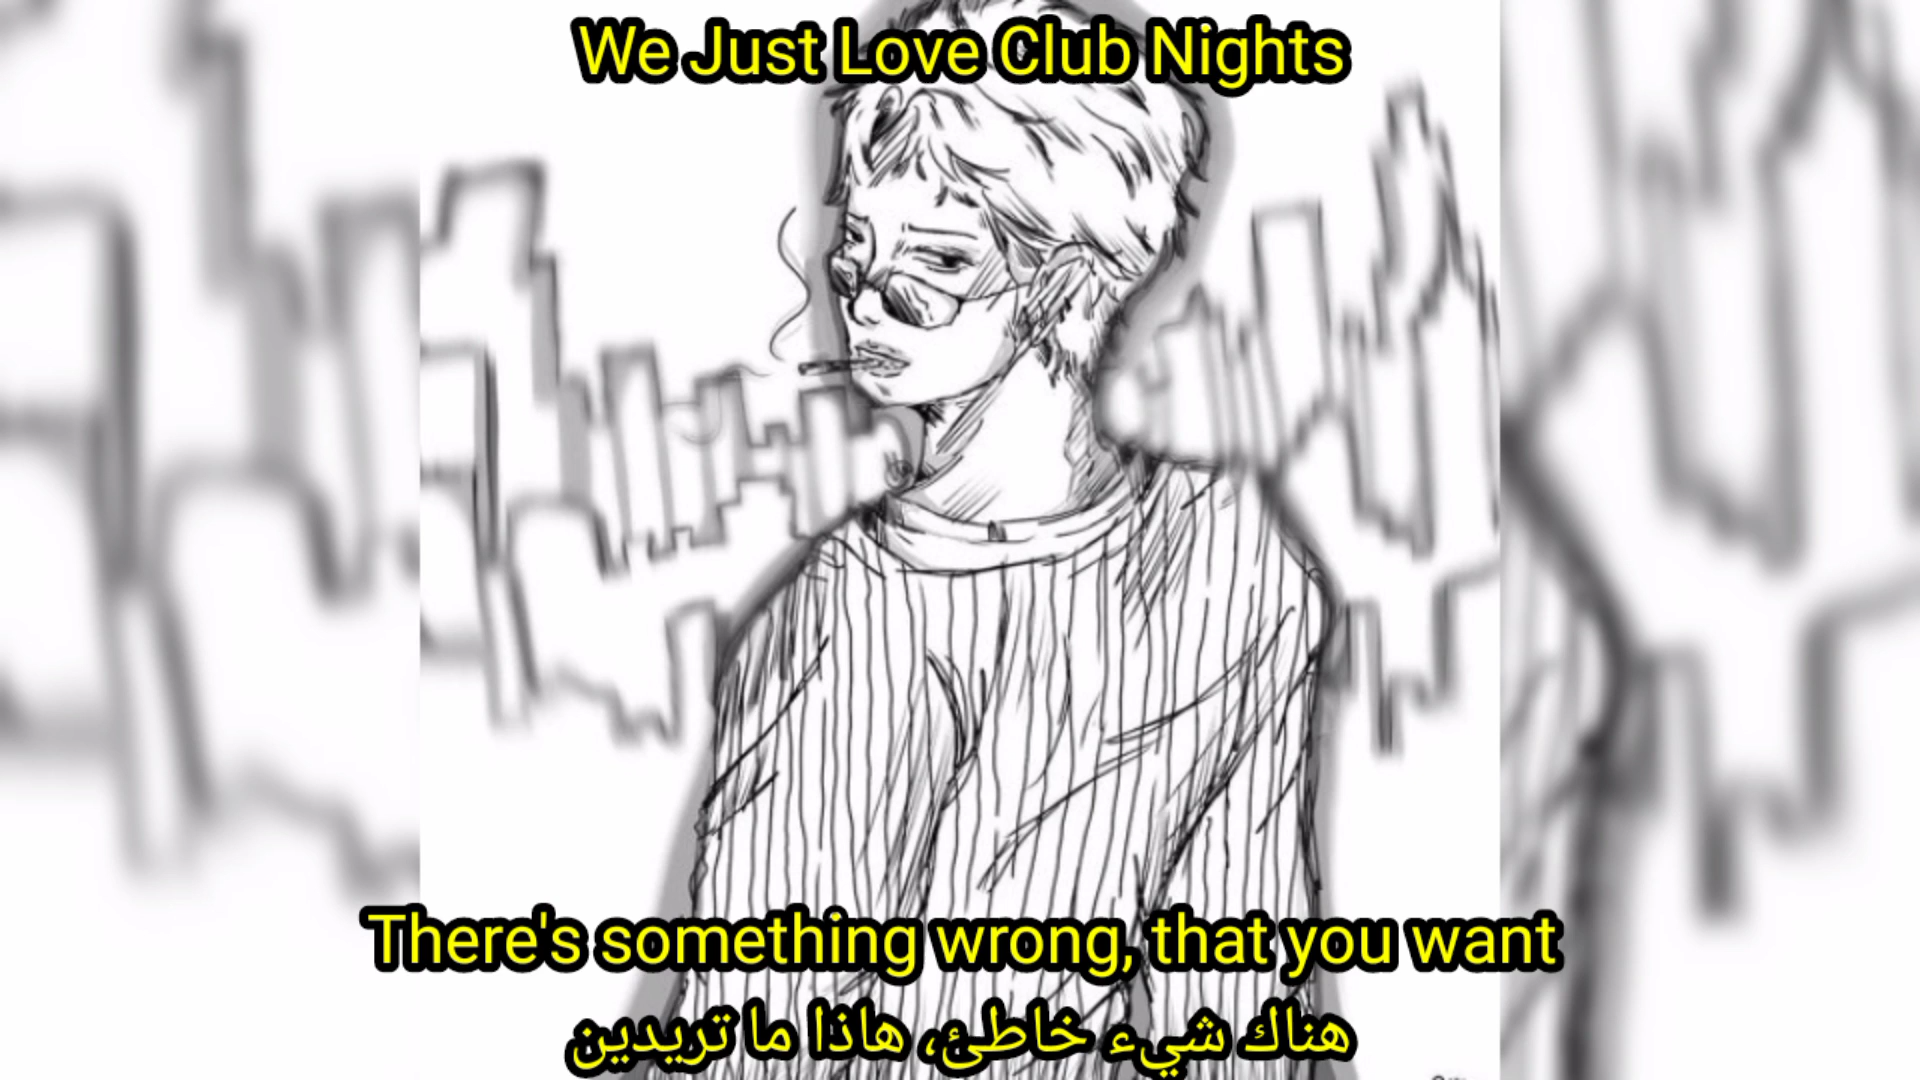 We Just Love Club Nights
There's something wrong, that you want
هناك شيء خاطئ، هاذا ما تريدين